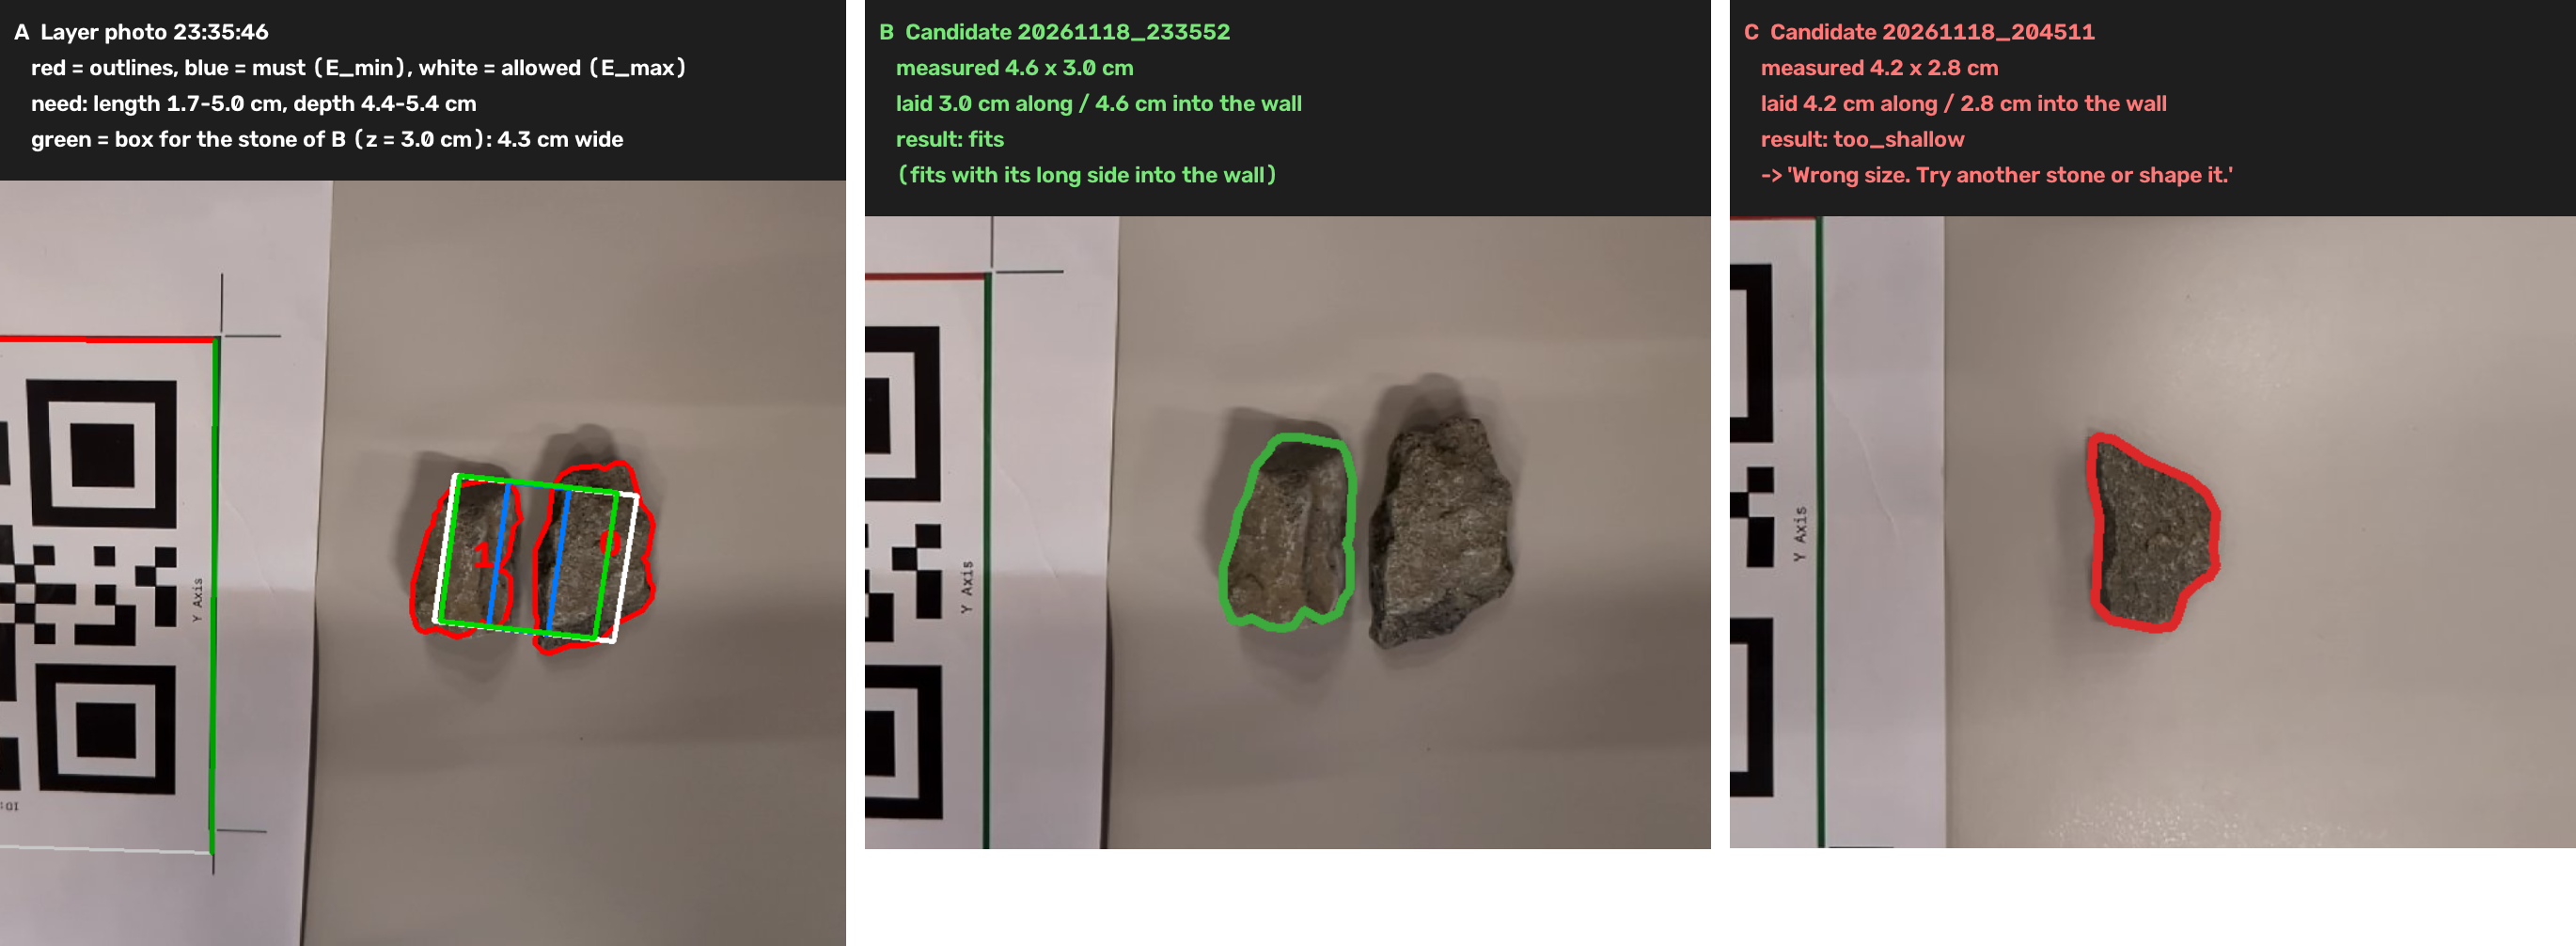 A Layer photo 23:35:46
red = outlines, blue = must (E_min), white = allowed (E_max)
need: length 1.7-5.0 cm, depth 4.4-5.4 cm
green = box for the stone of B (z = 3.0 cm): 4.3 cm wide
1
0
Y Axis
B Candidate 20261118_233552
measured 4.6 x 3.0 cm
laid 3.0 cm along / 4.6 cm into the wall
result: fits
(fits with its long side into the wall)
Y Axis
C Candidate 20261118_204511
measured 4.2 x 2.8 cm
laid 4.2 cm along / 2.8 cm into the wall
result: too_shallow
-> 'Wrong size. Try another stone or shape it.'
Y Axis